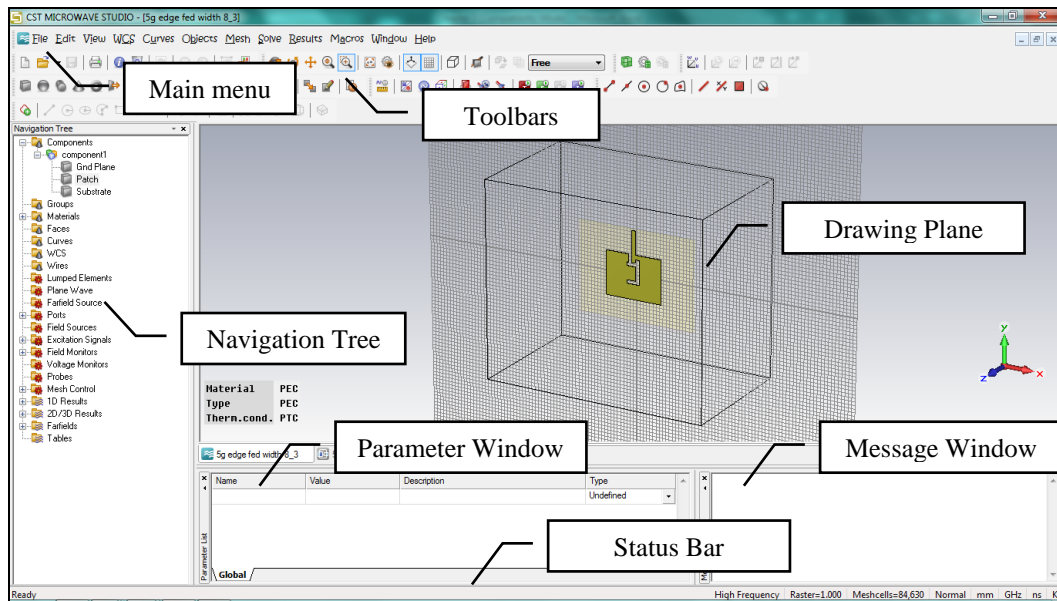 CST MICROWAVE STUDIO - [5g edge fed width 8_3]
File Edit View WCS Curves Objects Mesh Solve Results Macros Window Help
Free
Main menu
Toolbars
Navigation Tree
Components
component1
Gnd Plane
Patch
Substrate
Groups
Materials
Faces
Curves
WCS
Wires
Lumped Elements
Plane Wave
Farfield Source
Ports
Field Sources
Excitation Signals
Field Monitors
Voltage Monitors
Probes
Mesh Control
1D Results
2D/3D Results
Farfields
Tables
Drawing Plane
Navigation Tree
y
x
z
Material PEC
Type PEC
Therm.cond. PTC
Parameter Window
Message Window
5g edge fed width 8_3
Name Value Description Type
Undefined
Parameter List
Global
Status Bar
Ready
High Frequency Raster=1.000 Meshcells=84,630 Normal mm GHz ns K